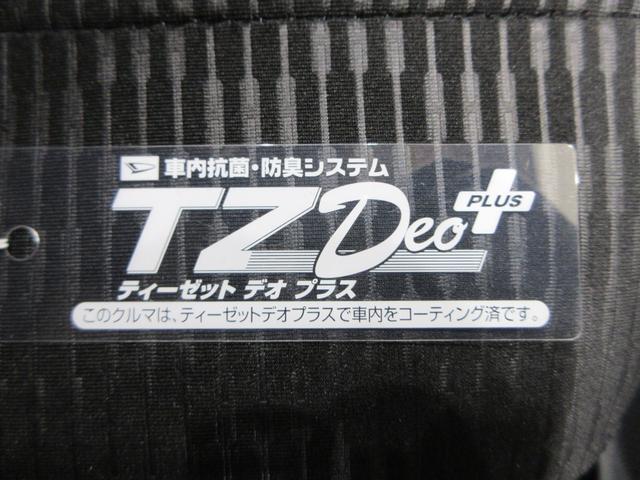 車内抗菌・防臭システム
TZ Deo PLUS
ティーゼット デオ プラス
このクルマは、ティーゼットデオプラスで車内をコーティング済です。